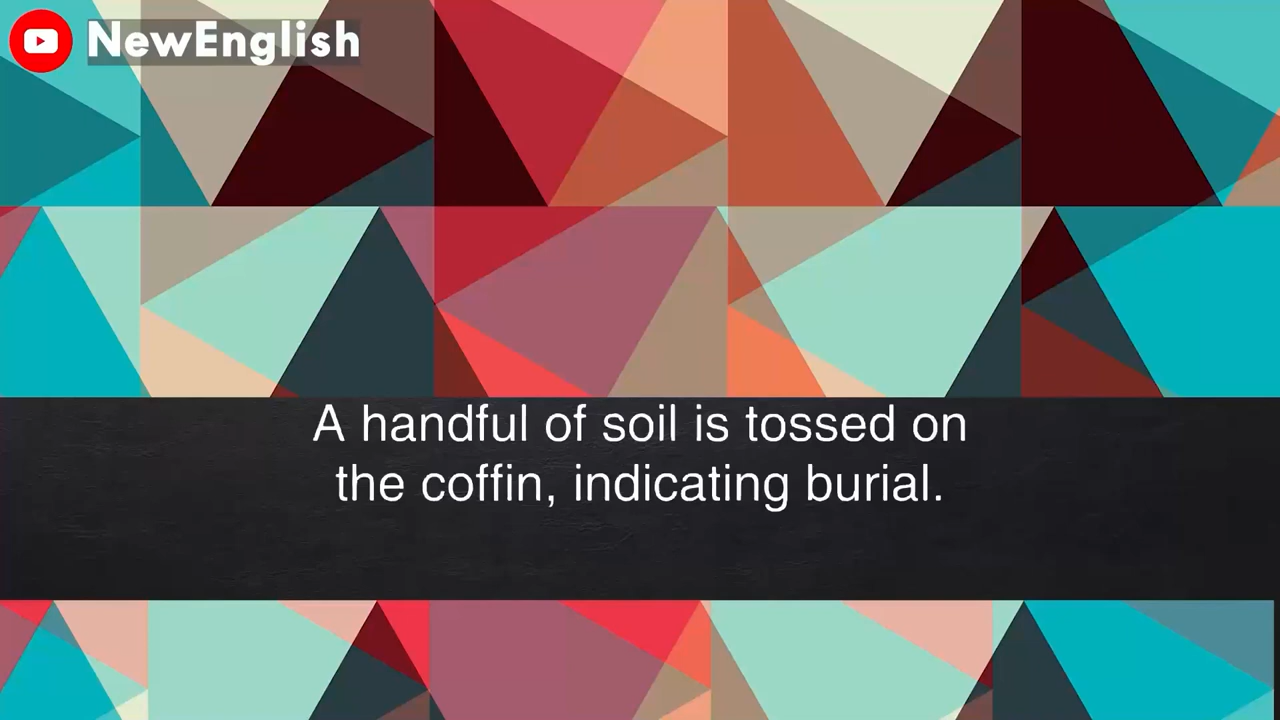 NewEnglish
A handful of soil is tossed on
the coffin, indicating burial.